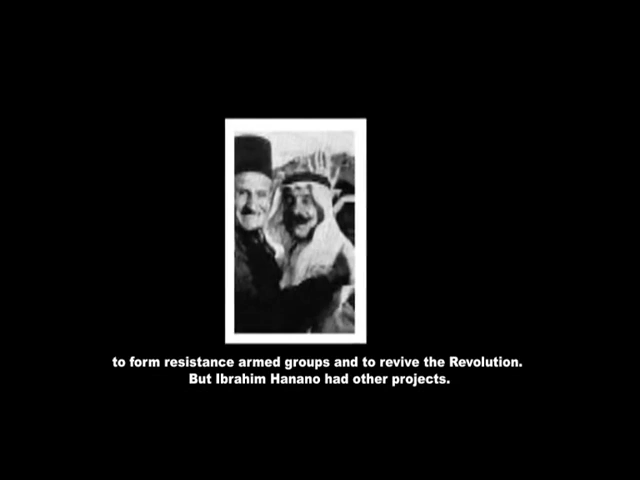 to form resistance armed groups and to revive the Revolution.
But Ibrahim Hanano had other projects.